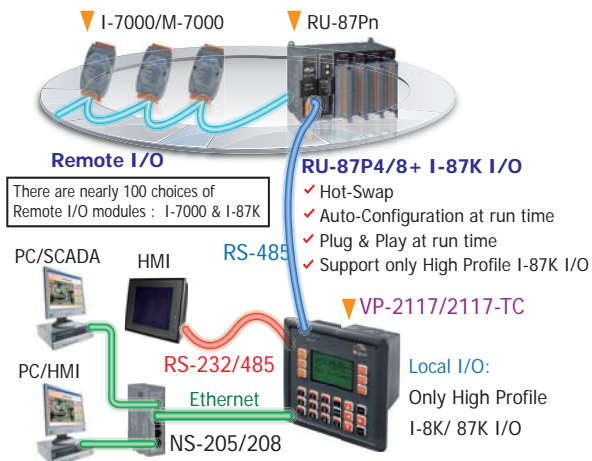 I-7000/M-7000
RU-87Pn
Remote I/O
There are nearly 100 choices of
Remote I/O modules : I-7000 & I-87K
RU-87P4/8+ I-87K I/O
✓ Hot-Swap
✓ Auto-Configuration at run time
✓ Plug & Play at run time
✓ Support only High Profile I-87K I/O
RS-485
PC/SCADA
HMI
VP-2117/2117-TC
RS-232/485
Local I/O:
Only High Profile
I-8K/ 87K I/O
Ethernet
PC/HMI
NS-205/208